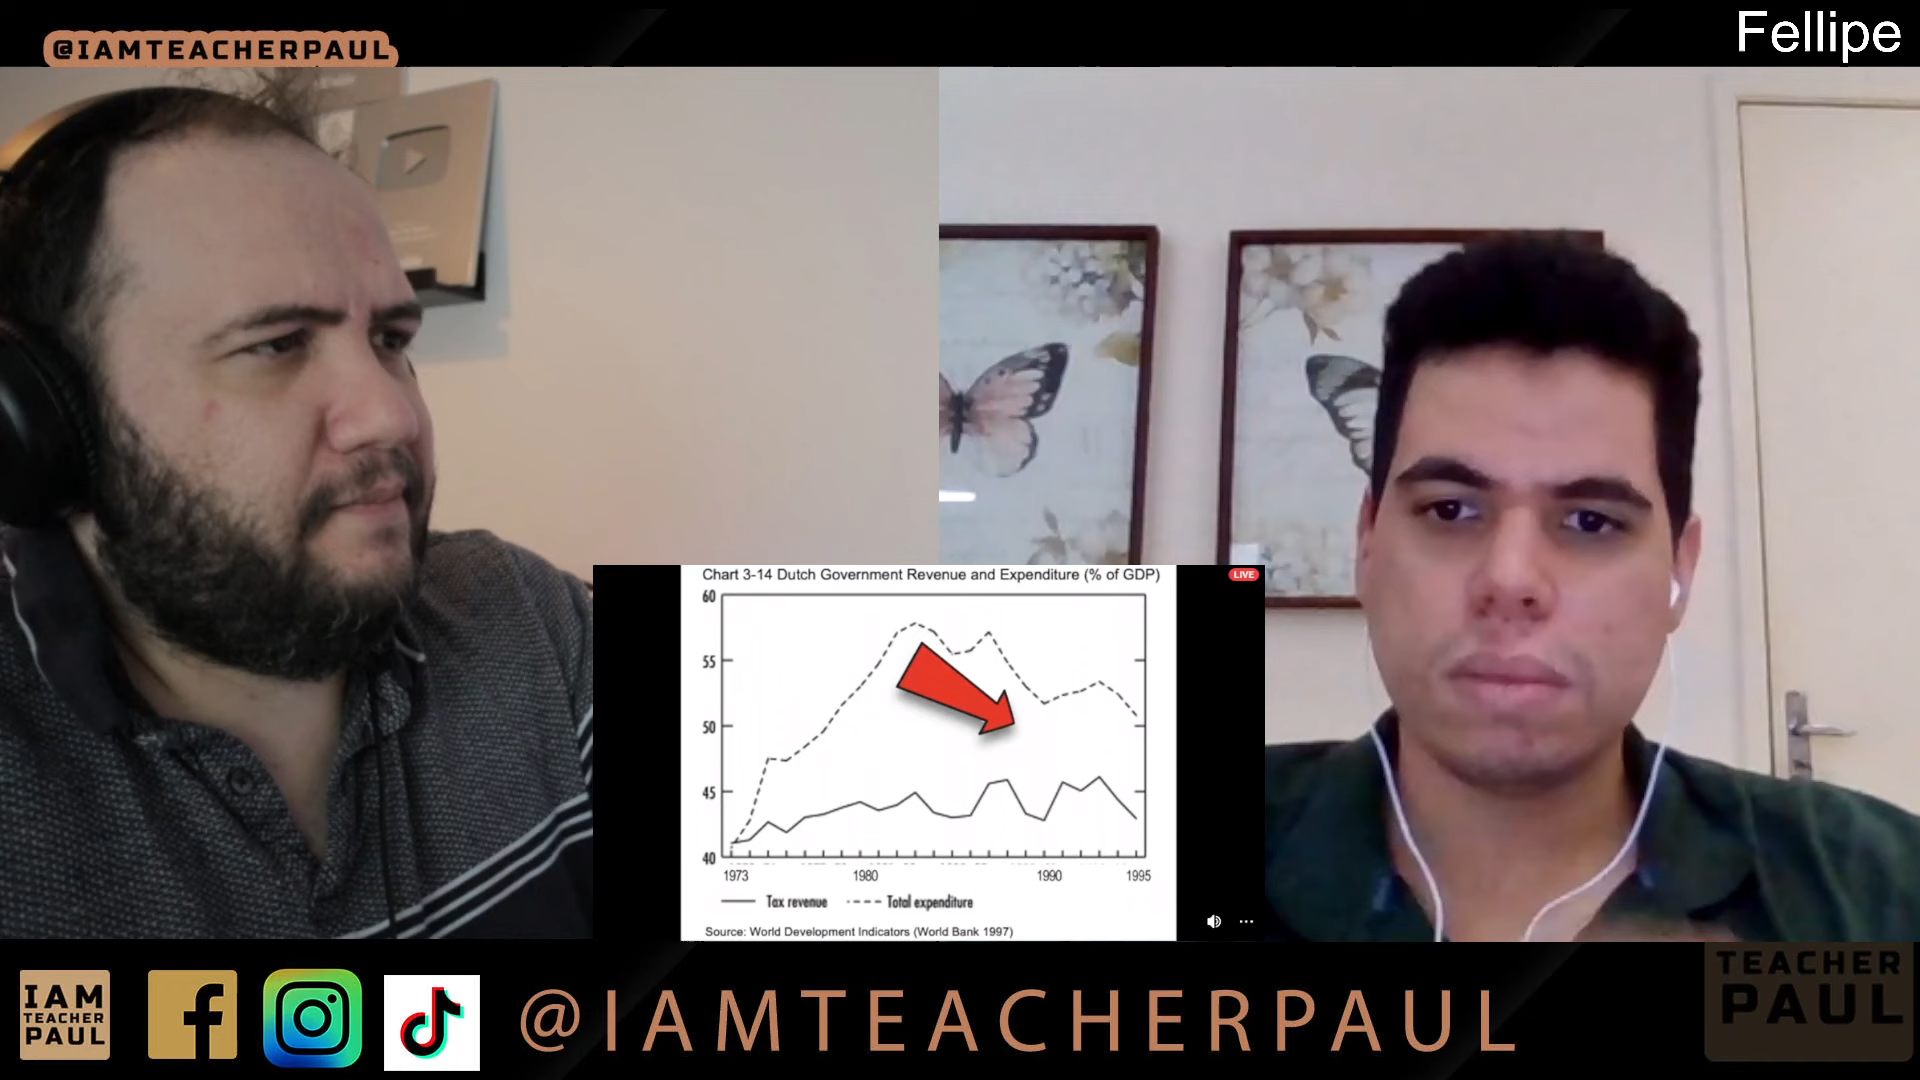 @IAMTEACHERPAUL
Fellipe
Chart 3-14 Dutch Government Revenue and Expenditure (% of GDP)
LIVE
60
55
50
45
40
1973 1980 1990 1995
Tax revenue Total expenditure
Source: World Development Indicators (World Bank 1997)
IAM
TEACHER
PAUL
@IAMTEACHERPAUL
TEACHER
PAUL